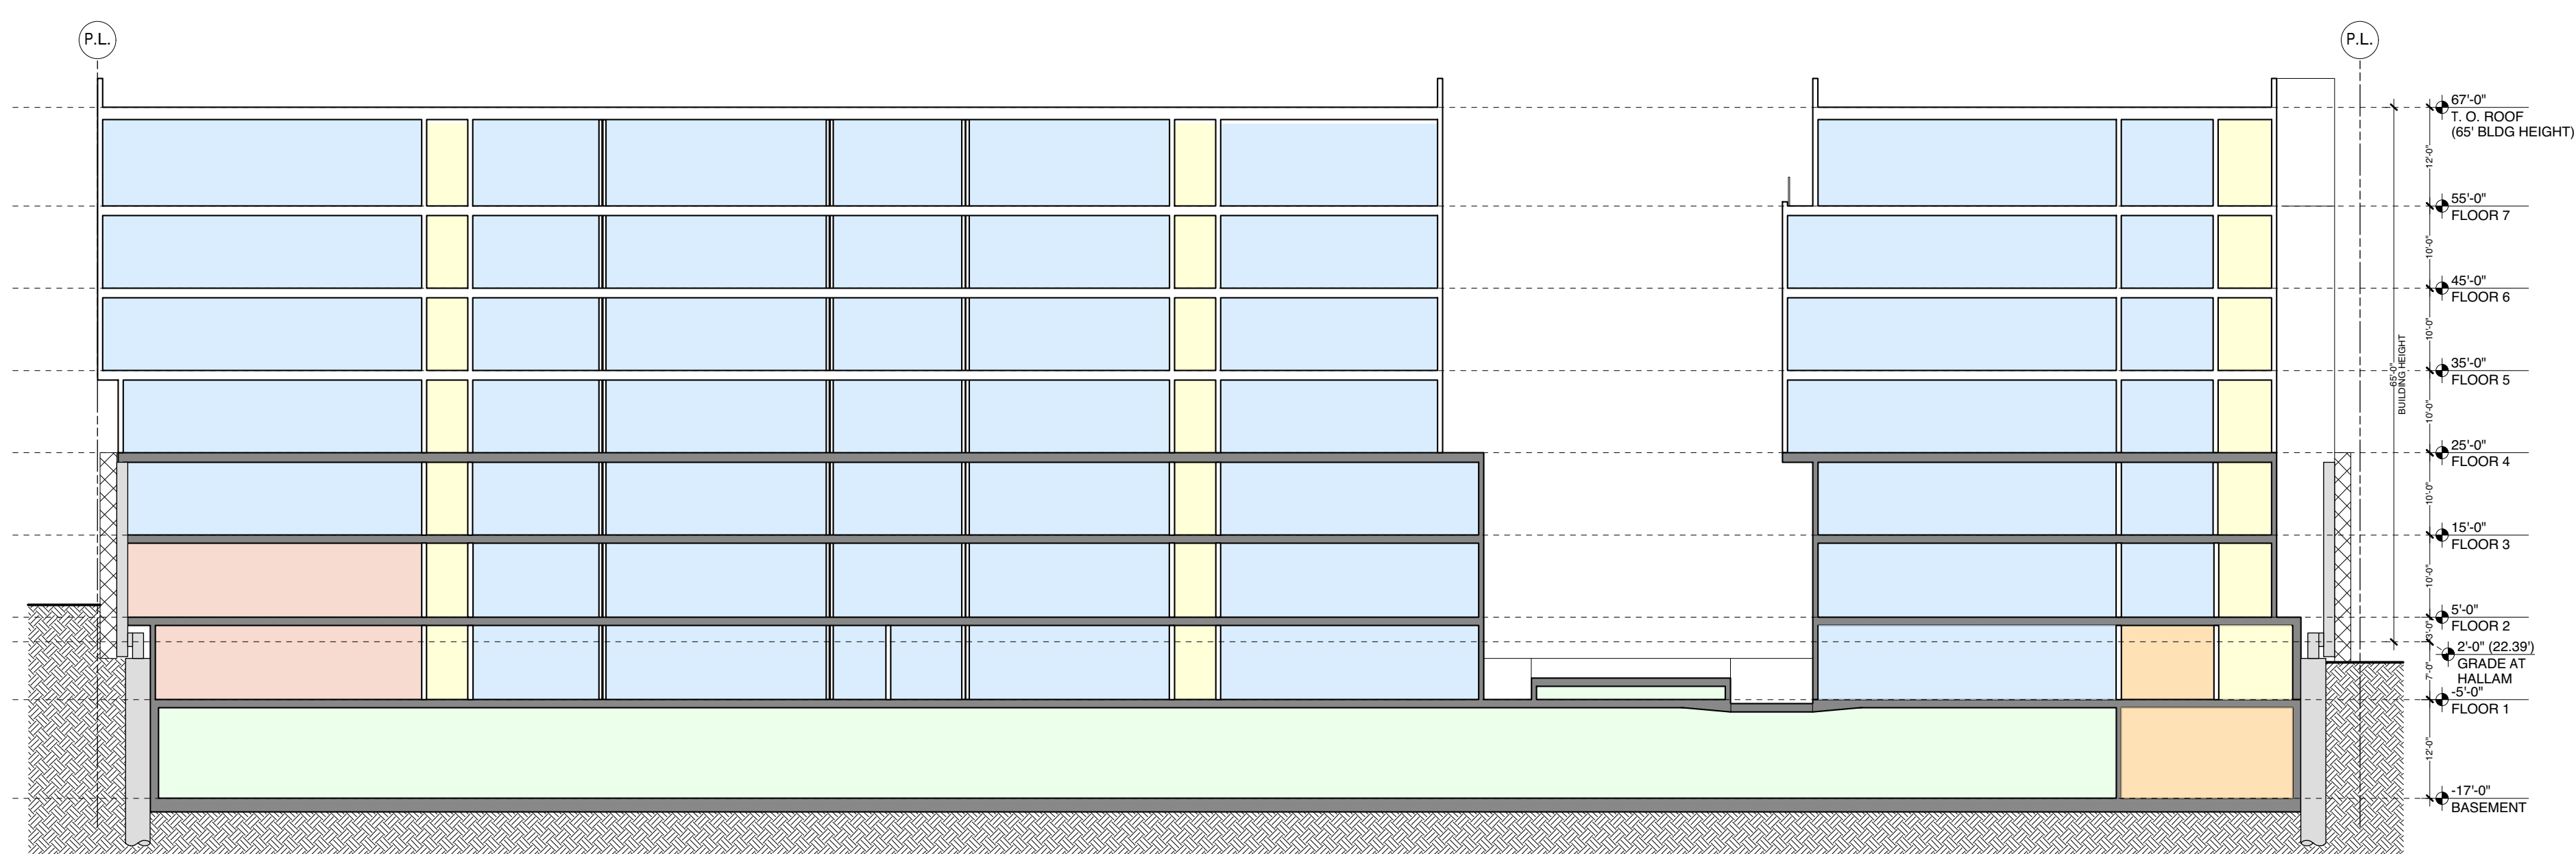 P.L.
P.L.
67'-0"
T. O. ROOF
(65' BLDG HEIGHT)
12'-0"
55'-0"
FLOOR 7
10'-0"
45'-0"
FLOOR 6
10'-0"
35'-0"
FLOOR 5
65'-0"
BUILDING HEIGHT
10'-0"
25'-0"
FLOOR 4
10'-0"
15'-0"
FLOOR 3
10'-0"
5'-0"
FLOOR 2
3'-0"
2'-0" (22.39')
GRADE AT
HALLAM
7'-0"
-5'-0"
FLOOR 1
12'-0"
-17'-0"
BASEMENT